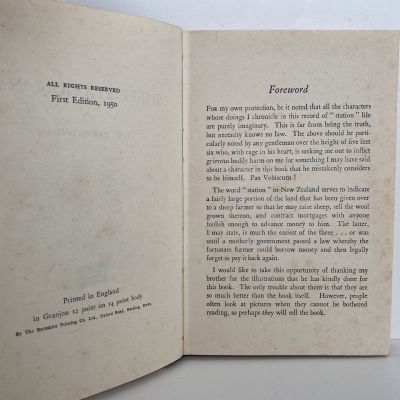 ALL RIGHTS RESERVED
First Edition, 1950
Printed in England
in Granjon 12 point on 14 point body
By The Berkshire Printing Co. Ltd., Oxford Road, Reading, Berks.
Foreword
FOR my own protection, be it noted that all the characters
whose doings I chronicle in this record of "station" life
are purely imaginary. This is far from being the truth,
but necessity knows no law. The above should be parti-
cularly noted by any gentleman over the height of five feet
six who, with rage in his heart, is seeking me out to inflict
grievous bodily harm on me for something I may have said
about a character in this book that he mistakenly considers
to be himself. Pax Vobiscum!
The word "station" in New Zealand serves to indicate
a fairly large portion of the land that has been given over
to a sheep farmer so that he may raise sheep, sell the wool
grown thereon, and contract mortgages with anyone
foolish enough to advance money to him. The latter,
I may state, is much the easiest of the three . . . or was
until a motherly government passed a law whereby the
fortunate farmer could borrow money and then legally
forget to pay it back again.
I would like to take this opportunity of thanking my
brother for the illustrations that he has kindly done for
this book. The only trouble about them is that they are
so much better than the book itself. However, people
often look at pictures when they cannot be bothered
reading, so perhaps they will sell the book.